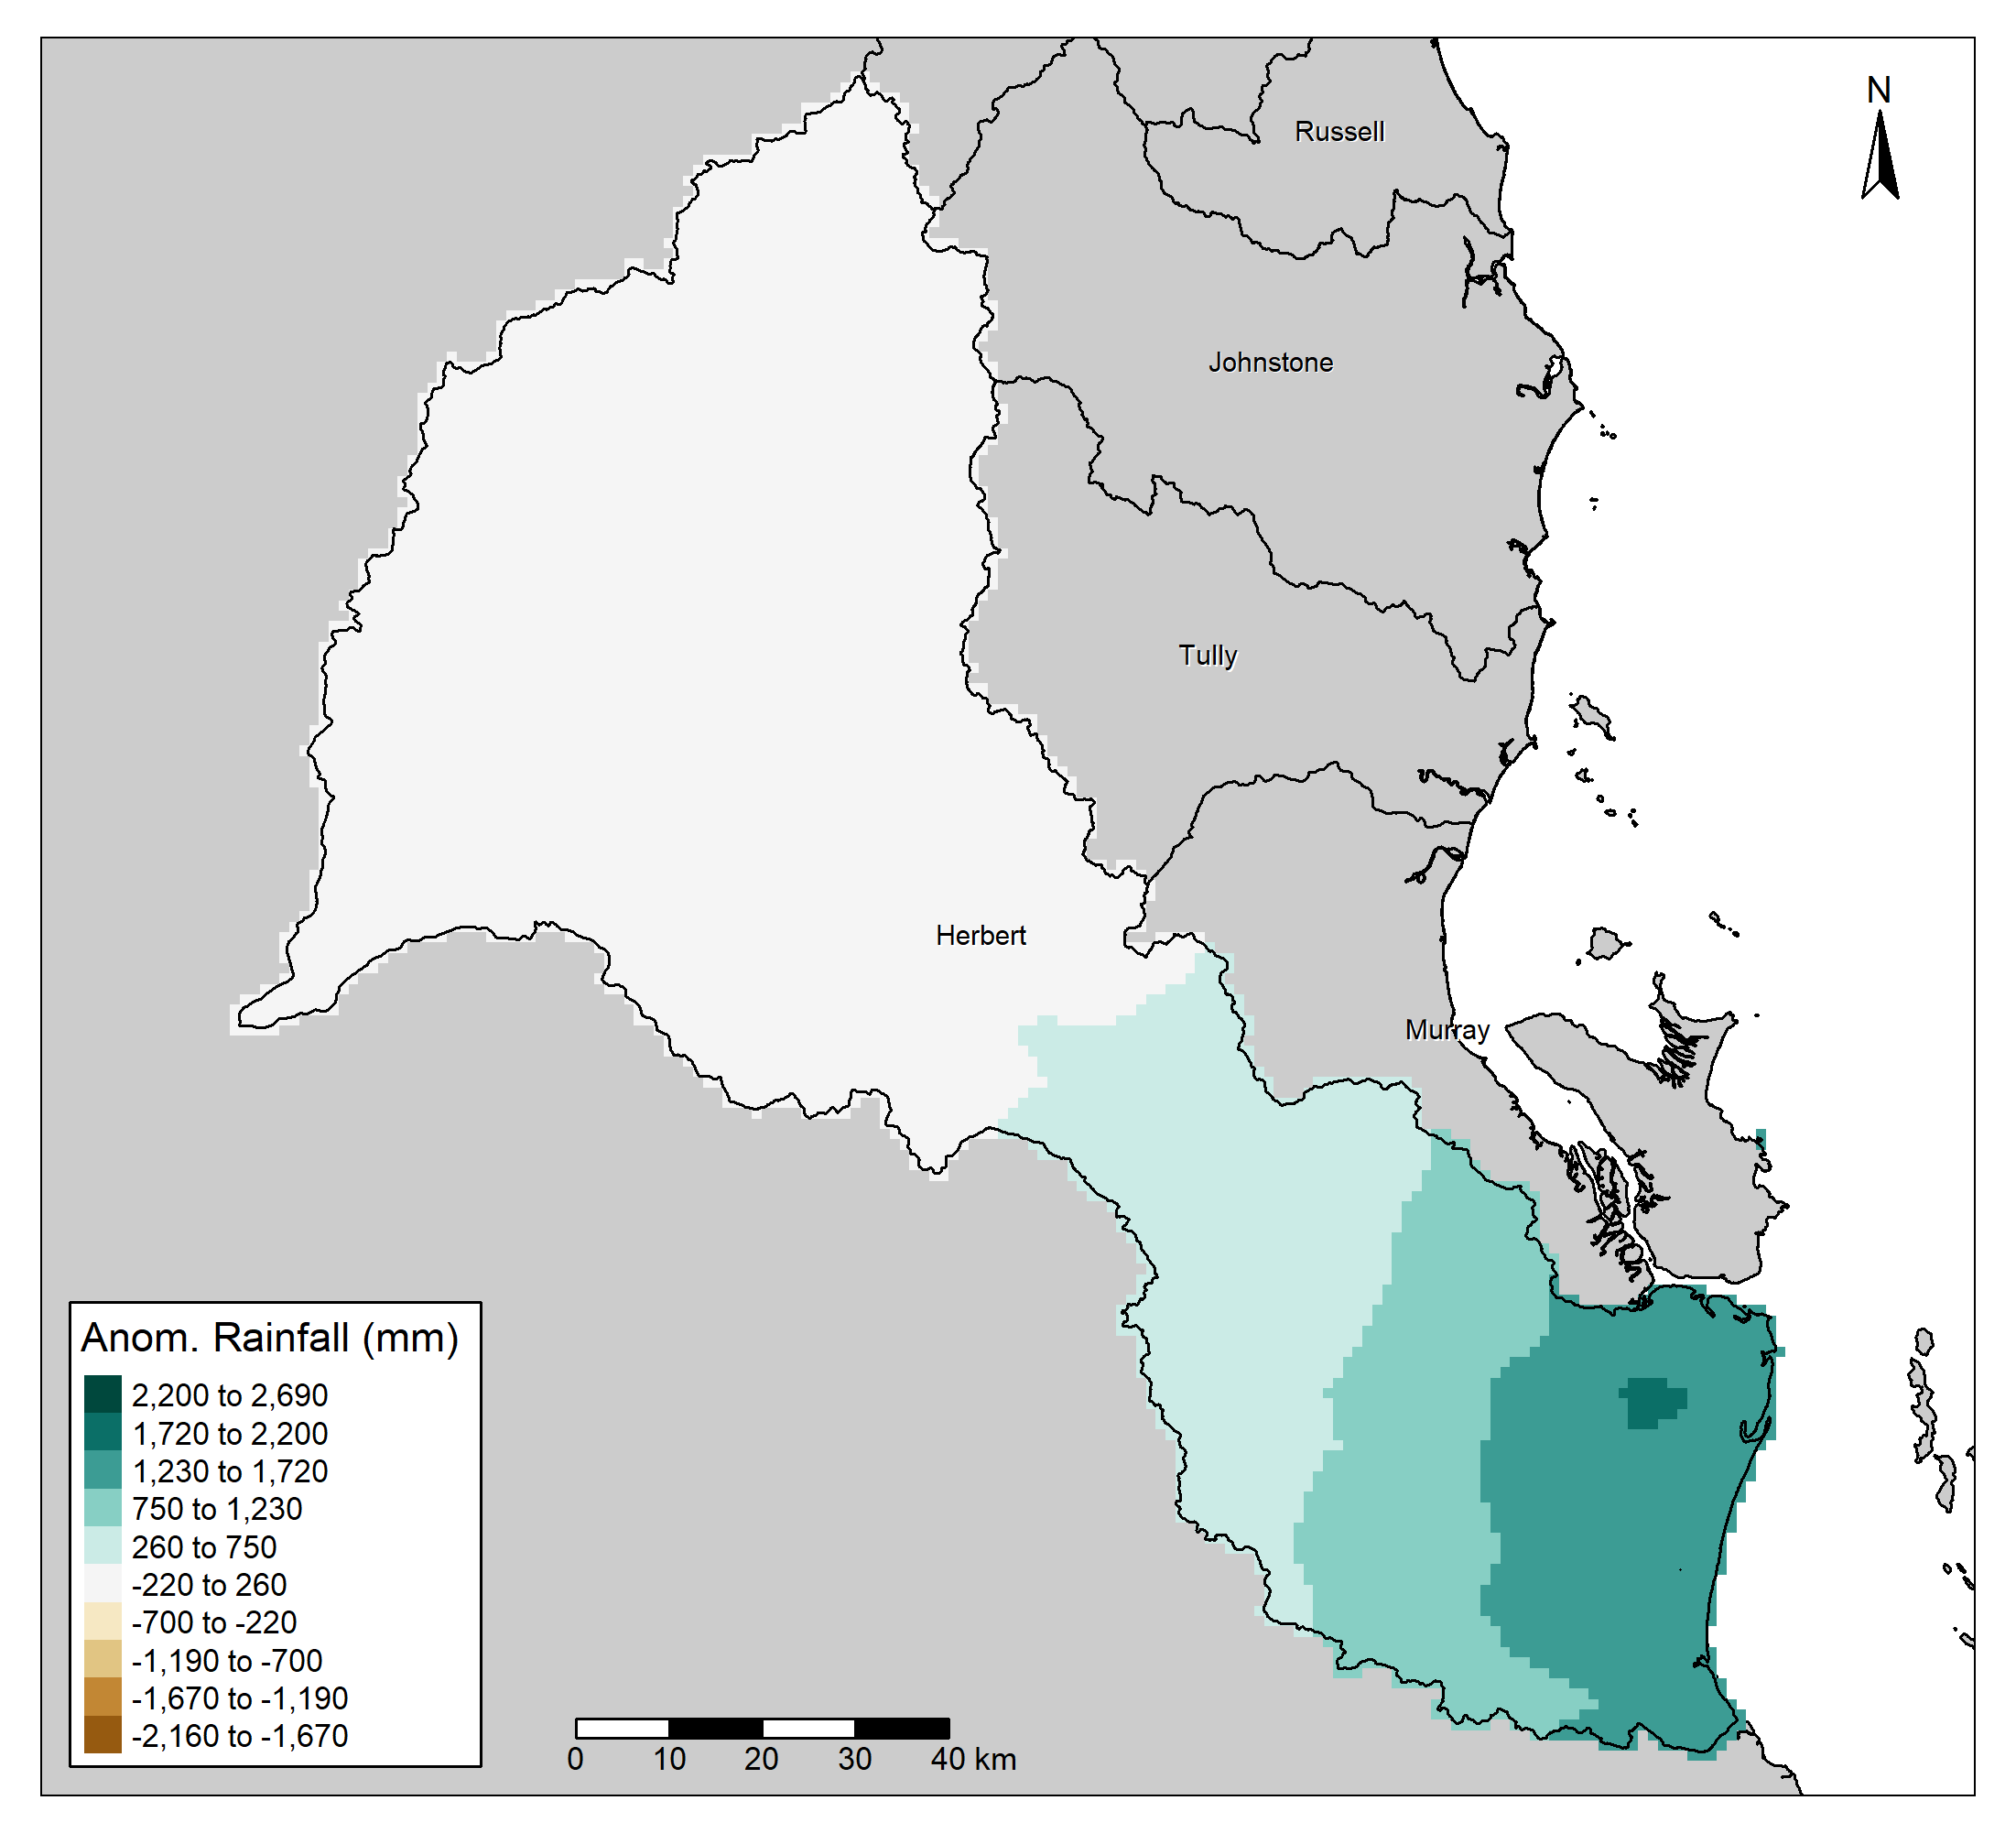 N
Russell
Johnstone
Tully
Herbert
Murray
Anom. Rainfall (mm)
2,200 to 2,690
1,720 to 2,200
1,230 to 1,720
750 to 1,230
260 to 750
-220 to 260
-700 to -220
-1,190 to -700
-1,670 to -1,190
-2,160 to -1,670
0 10 20 30 40 km